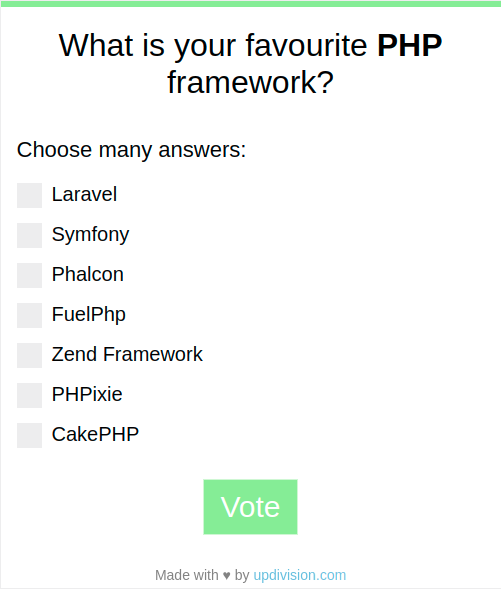 What is your favourite PHP
framework?
Choose many answers:
Laravel
Symfony
Phalcon
FuelPhp
Zend Framework
PHPixie
CakePHP
Vote
Made with ♥ by updivision.com